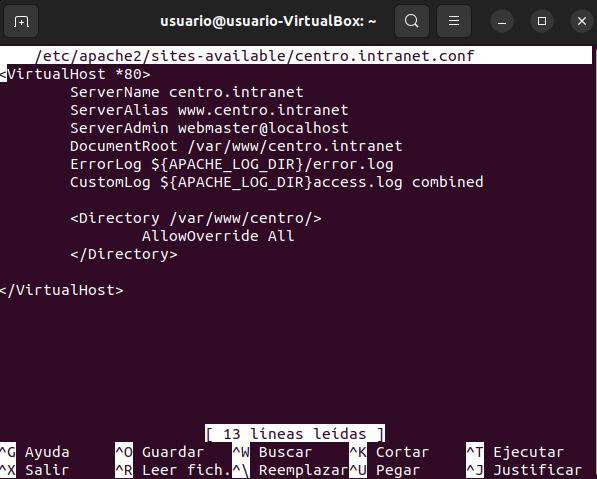 usuario@usuario-VirtualBox: ~
/etc/apache2/sites-available/centro.intranet.conf
<VirtualHost *80>
ServerName centro.intranet
ServerAlias www.centro.intranet
ServerAdmin webmaster@localhost
DocumentRoot /var/www/centro.intranet
ErrorLog ${APACHE_LOG_DIR}/error.log
CustomLog ${APACHE_LOG_DIR}access.log combined
<Directory /var/www/centro/>
AllowOverride All
</Directory>
</VirtualHost>
[ 13 líneas leídas ]
^G Ayuda ^O Guardar ^W Buscar ^K Cortar ^T Ejecutar
^X Salir ^R Leer fich. ^\ Reemplazar ^U Pegar ^J Justificar